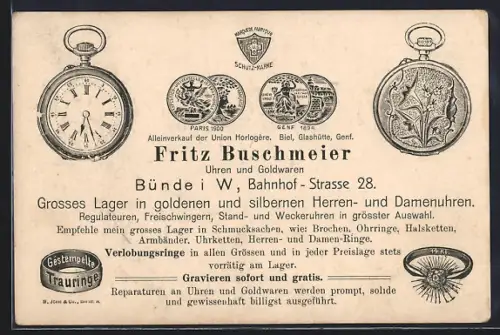 SCHUTZ-MARKE
PARIS 1900
GENF 1896
Alleinverkauf der Union Horlogère. Biel, Glashütte, Genf.
Fritz Buschmeier
Uhren und Goldwaren
Bünde i W, Bahnhof - Strasse 28.
Grosses Lager in goldenen und silbernen Herren- und Damenuhren.
Regulateuren, Freischwingern, Stand- und Weckeruhren in grösster Auswahl.
Empfehle mein grosses Lager in Schmucksachen, wie: Brochen, Ohrringe, Halsketten,
Armbänder, Uhrketten, Herren- und Damen-Ringe.
Verlobungsringe in allen Grössen und in jeder Preislage stets
vorrätig am Lager.
Gravieren sofort und gratis.
Reparaturen an Uhren und Goldwaren werden prompt, solide
und gewissenhaft billigst ausgeführt.
Gestempelte
Trauringe